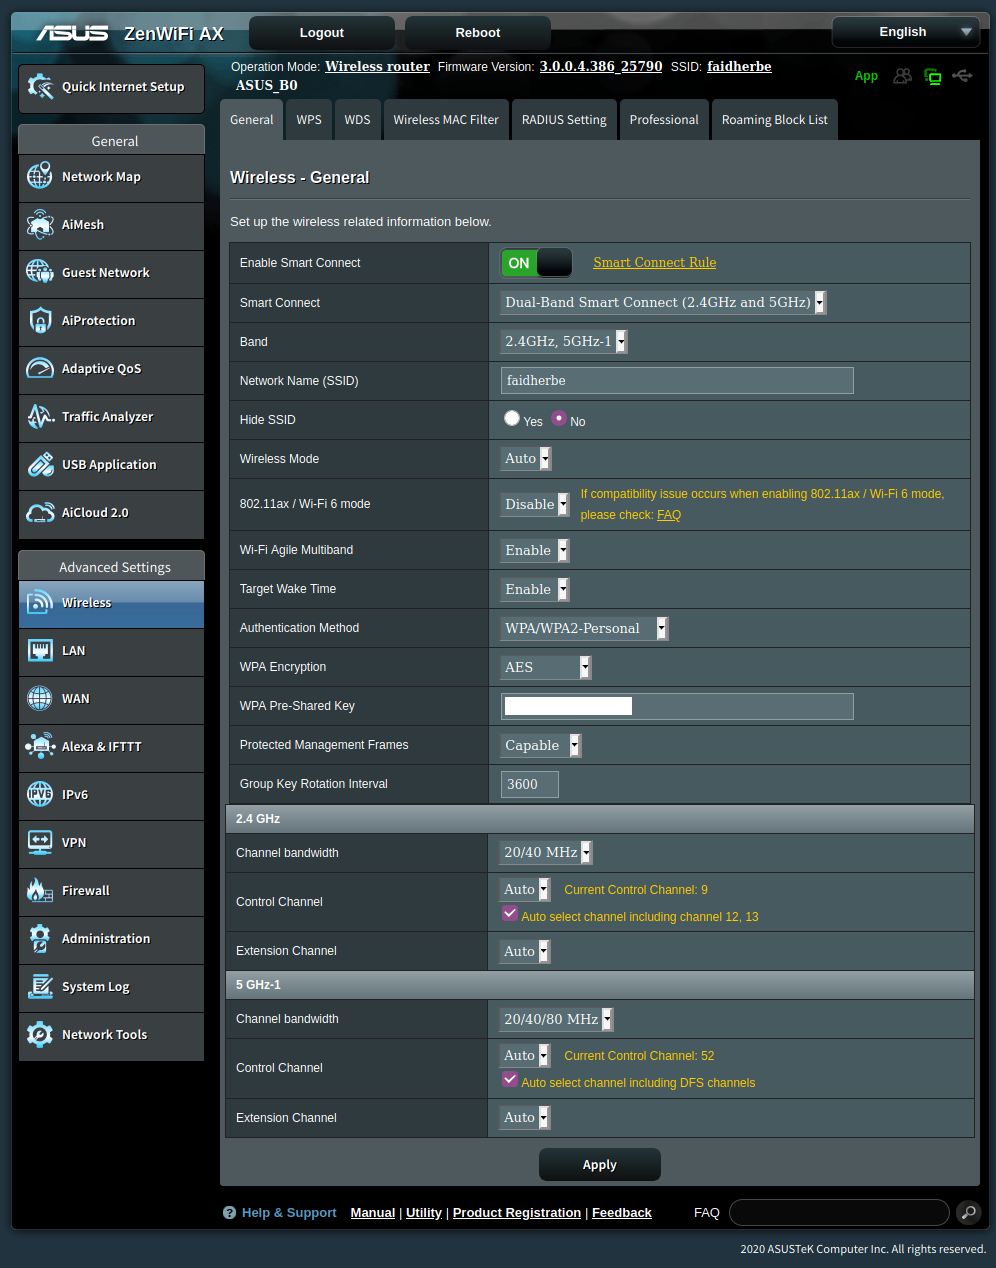 ASUS ZenWiFi AX Logout Reboot English
Operation Mode: Wireless router Firmware Version: 3.0.0.4.386_25790 SSID: faidherbe
ASUS_B0
App
Quick Internet Setup
General
Network Map
AiMesh
Guest Network
AiProtection
Adaptive QoS
Traffic Analyzer
USB Application
AiCloud 2.0
Advanced Settings
Wireless
LAN
WAN
Alexa & IFTTT
IPv6
VPN
Firewall
Administration
System Log
Network Tools
General WPS WDS Wireless MAC Filter RADIUS Setting Professional Roaming Block List
Wireless - General
Set up the wireless related information below.
Enable Smart Connect ON Smart Connect Rule
Smart Connect Dual-Band Smart Connect (2.4GHz and 5GHz)
Band 2.4GHz, 5GHz-1
Network Name (SSID) faidherbe
Hide SSID Yes No
Wireless Mode Auto
802.11ax / Wi-Fi 6 mode Disable If compatibility issue occurs when enabling 802.11ax / Wi-Fi 6 mode,
please check: FAQ
Wi-Fi Agile Multiband Enable
Target Wake Time Enable
Authentication Method WPA/WPA2-Personal
WPA Encryption AES
WPA Pre-Shared Key
Protected Management Frames Capable
Group Key Rotation Interval 3600
2.4 GHz
Channel bandwidth 20/40 MHz
Control Channel Auto Current Control Channel: 9
Auto select channel including channel 12, 13
Extension Channel Auto
5 GHz-1
Channel bandwidth 20/40/80 MHz
Control Channel Auto Current Control Channel: 52
Auto select channel including DFS channels
Extension Channel Auto
Apply
? Help & Support Manual | Utility | Product Registration | Feedback FAQ
2020 ASUSTeK Computer Inc. All rights reserved.